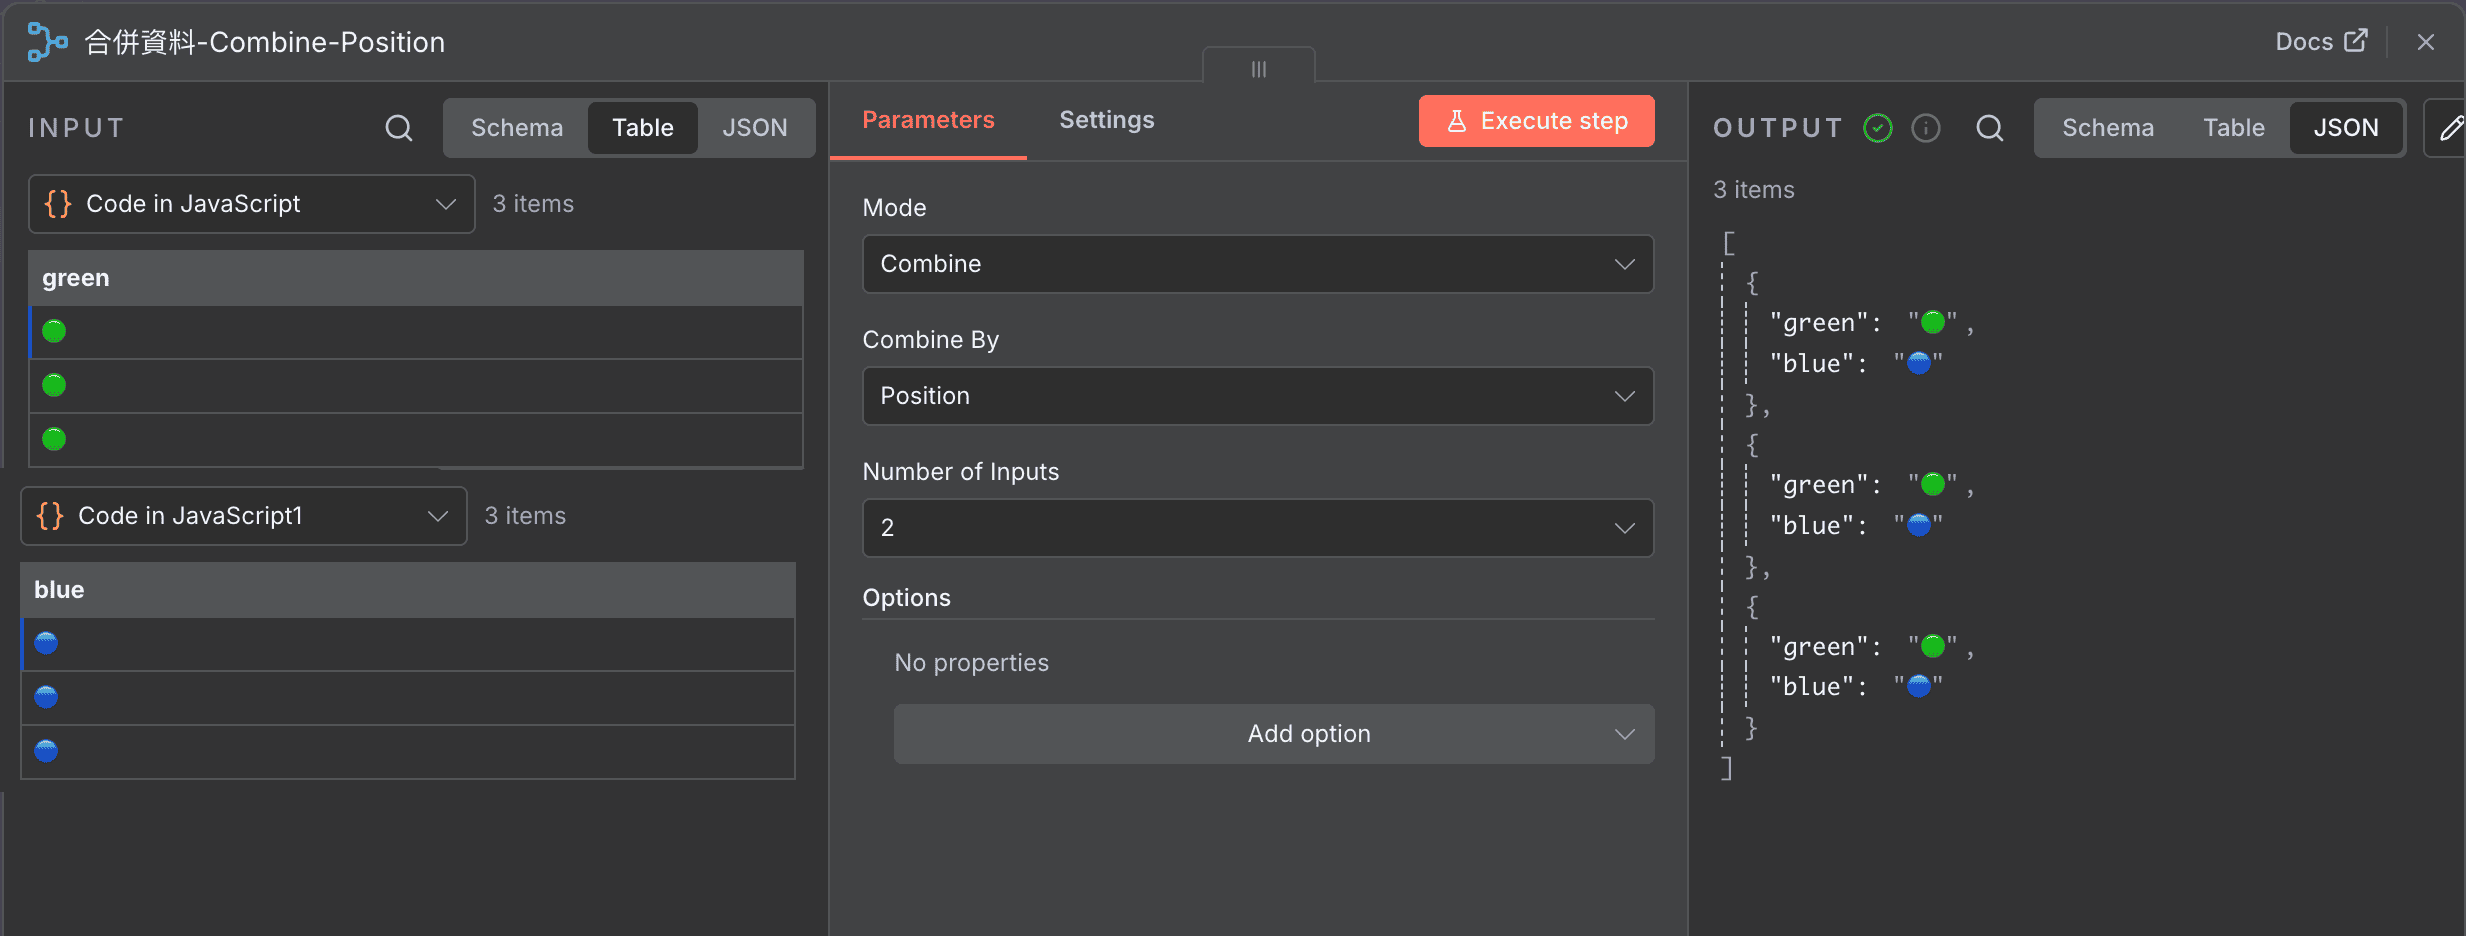 合併資料-Combine-Position
Docs
INPUT
Schema
Table
JSON
Code in JavaScript
3 items
green
🟢
🟢
🟢
Code in JavaScript1
3 items
blue
🔵
🔵
🔵
Parameters
Settings
Execute step
Mode
Combine
Combine By
Position
Number of Inputs
2
Options
No properties
Add option
OUTPUT
Schema
Table
JSON
3 items
[
{
"green": "🟢",
"blue": "🔵"
},
{
"green": "🟢",
"blue": "🔵"
},
{
"green": "🟢",
"blue": "🔵"
}
]